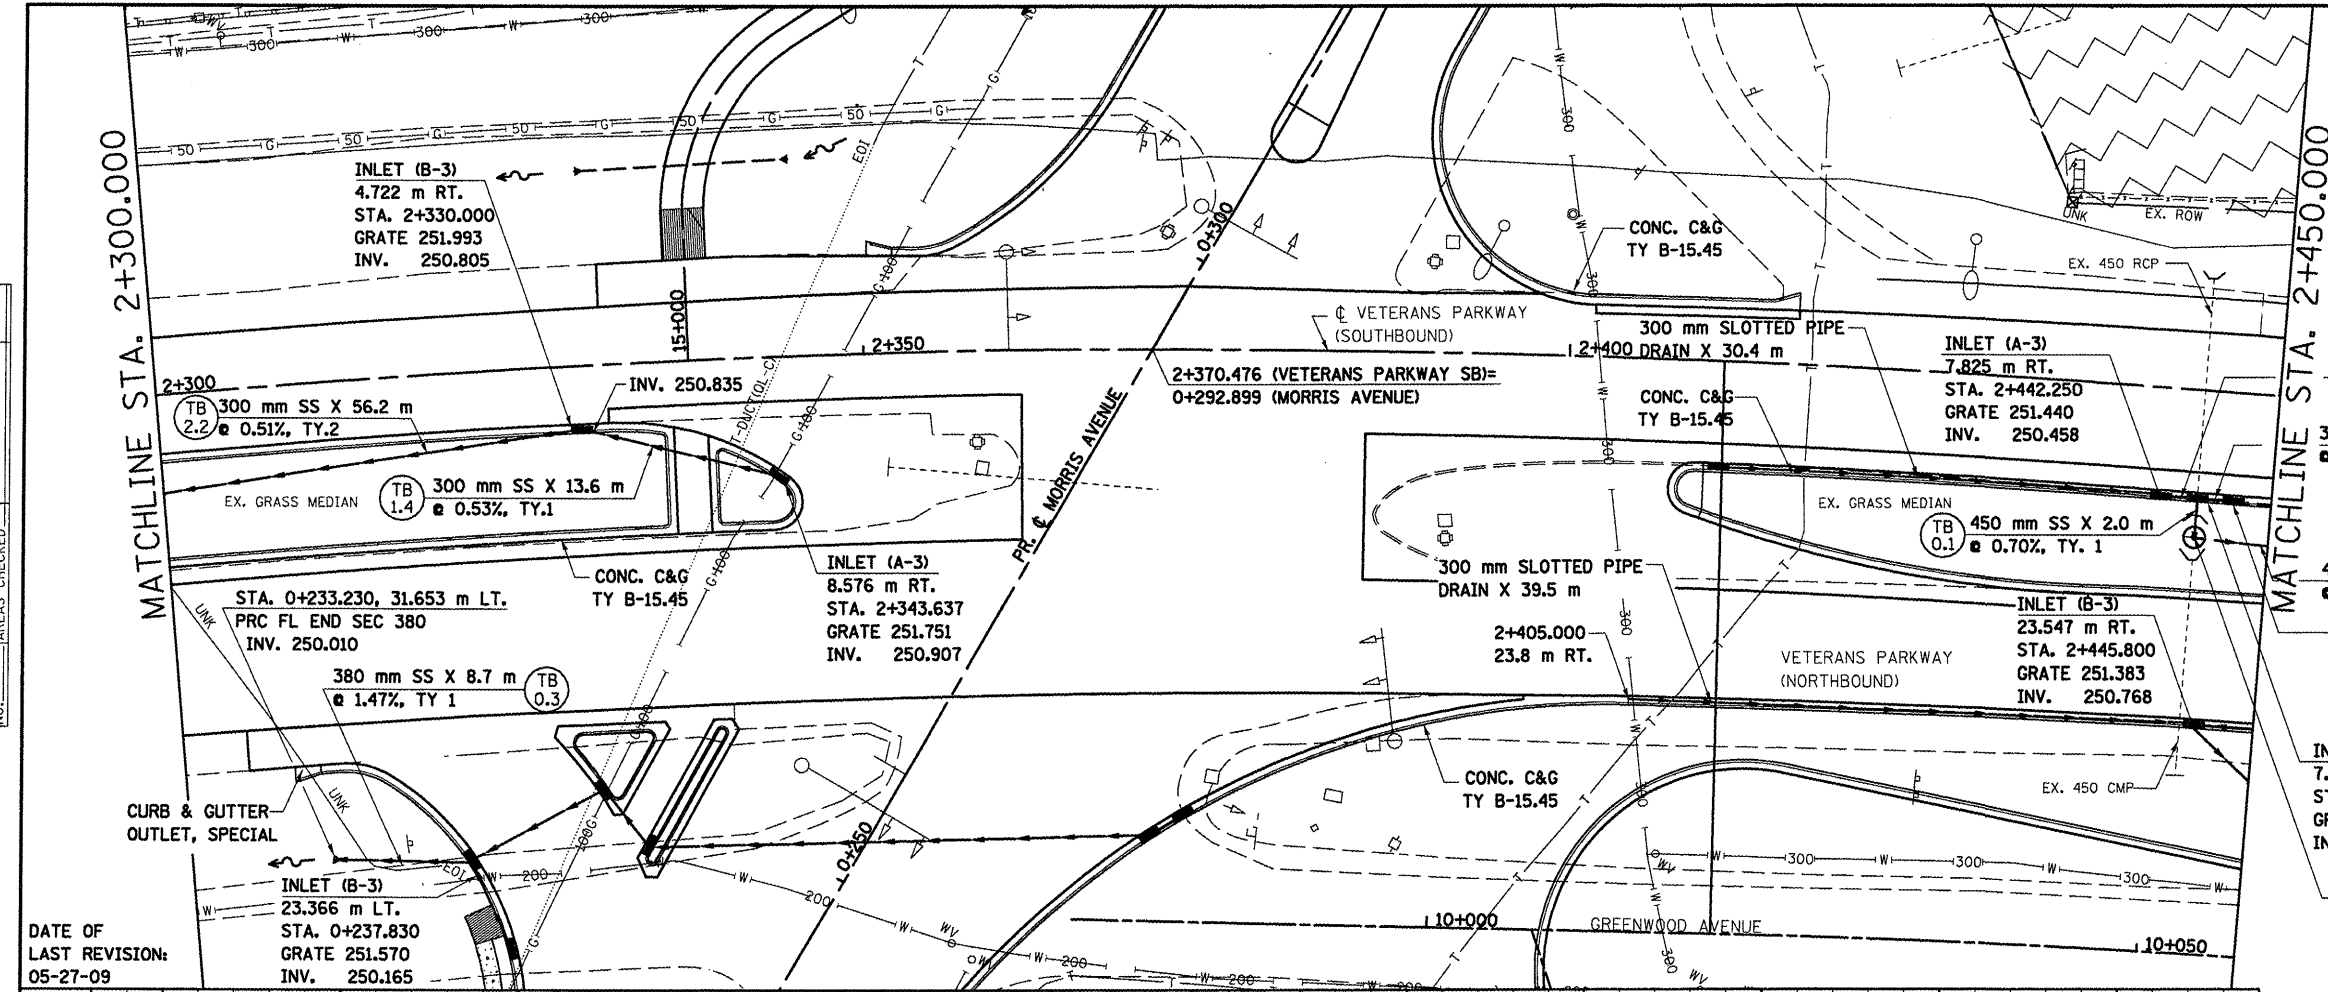 MATCHLINE STA. 2+300.000
MATCHLINE STA. 2+450.000
INLET (B-3)
4.722 m RT.
STA. 2+330.000
GRATE 251.993
INV. 250.805
15+000
2+300
2+350
INV. 250.835
TB 2.2
300 mm SS X 56.2 m
@ 0.51%, TY.2
TB 1.4
300 mm SS X 13.6 m
@ 0.53%, TY.1
EX. GRASS MEDIAN
T-DUCT(QL-C)
CONC. C&G
TY B-15.45
INLET (A-3)
8.576 m RT.
STA. 2+343.637
GRATE 251.751
INV. 250.907
STA. 0+233.230, 31.653 m LT.
PRC FL END SEC 380
INV. 250.010
380 mm SS X 8.7 m
@ 1.47%, TY 1
TB 0.3
CURB & GUTTER
OUTLET, SPECIAL
INLET (B-3)
23.366 m LT.
STA. 0+237.830
GRATE 251.570
INV. 250.165
DATE OF
LAST REVISION:
05-27-09
0+300
℄ VETERANS PARKWAY
(SOUTHBOUND)
2+370.476 (VETERANS PARKWAY SB)=
0+292.899 (MORRIS AVENUE)
PR. ℄ MORRIS AVENUE
0+250
CONC. C&G
TY B-15.45
EX. ROW
UNK
EX. 450 RCP
2+400
300 mm SLOTTED PIPE
DRAIN X 30.4 m
CONC. C&G
TY B-15.45
INLET (A-3)
7.825 m RT.
STA. 2+442.250
GRATE 251.440
INV. 250.458
EX. GRASS MEDIAN
TB 0.1
450 mm SS X 2.0 m
@ 0.70%, TY. 1
300 mm SLOTTED PIPE
DRAIN X 39.5 m
2+405.000
23.8 m RT.
VETERANS PARKWAY
(NORTHBOUND)
INLET (B-3)
23.547 m RT.
STA. 2+445.800
GRATE 251.383
INV. 250.768
CONC. C&G
TY B-15.45
EX. 450 CMP
10+000
GREENWOOD AVENUE
10+050
UNK
UNK
EOI
EOI